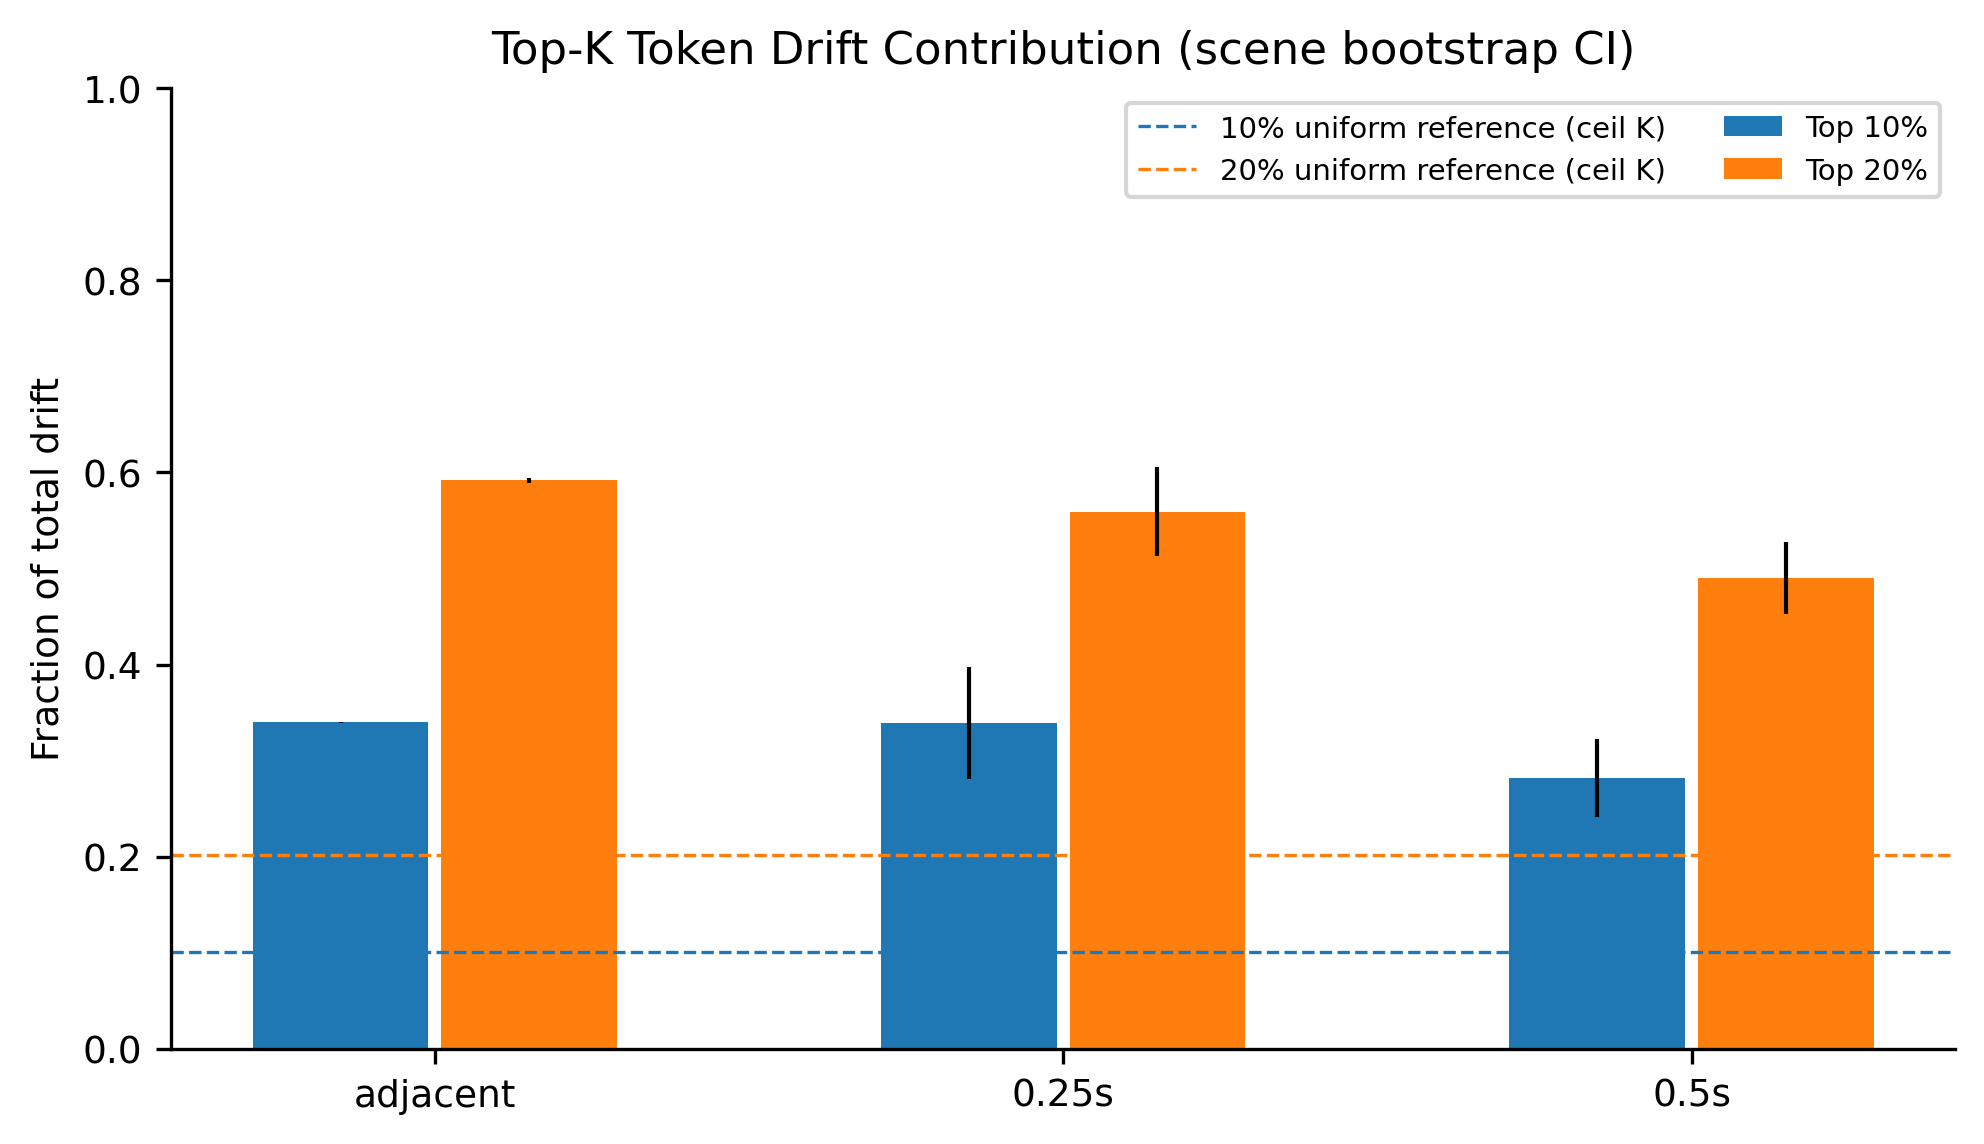 Top-K Token Drift Contribution (scene bootstrap CI)
10% uniform reference (ceil K)
20% uniform reference (ceil K)
Top 10%
Top 20%
Fraction of total drift
1.0
0.8
0.6
0.4
0.2
0.0
adjacent
0.25s
0.5s